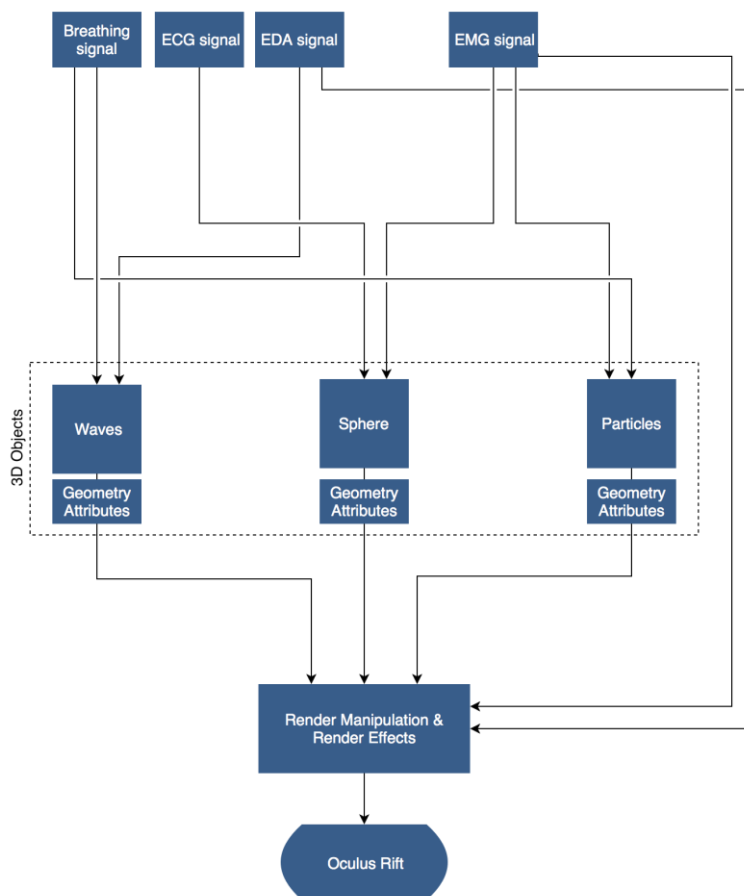 Breathing
signal
ECG signal
EDA signal
EMG signal
3D Objects
Waves
Sphere
Particles
Geometry
Attributes
Geometry
Attributes
Geometry
Attributes
Render Manipulation &
Render Effects
Oculus Rift